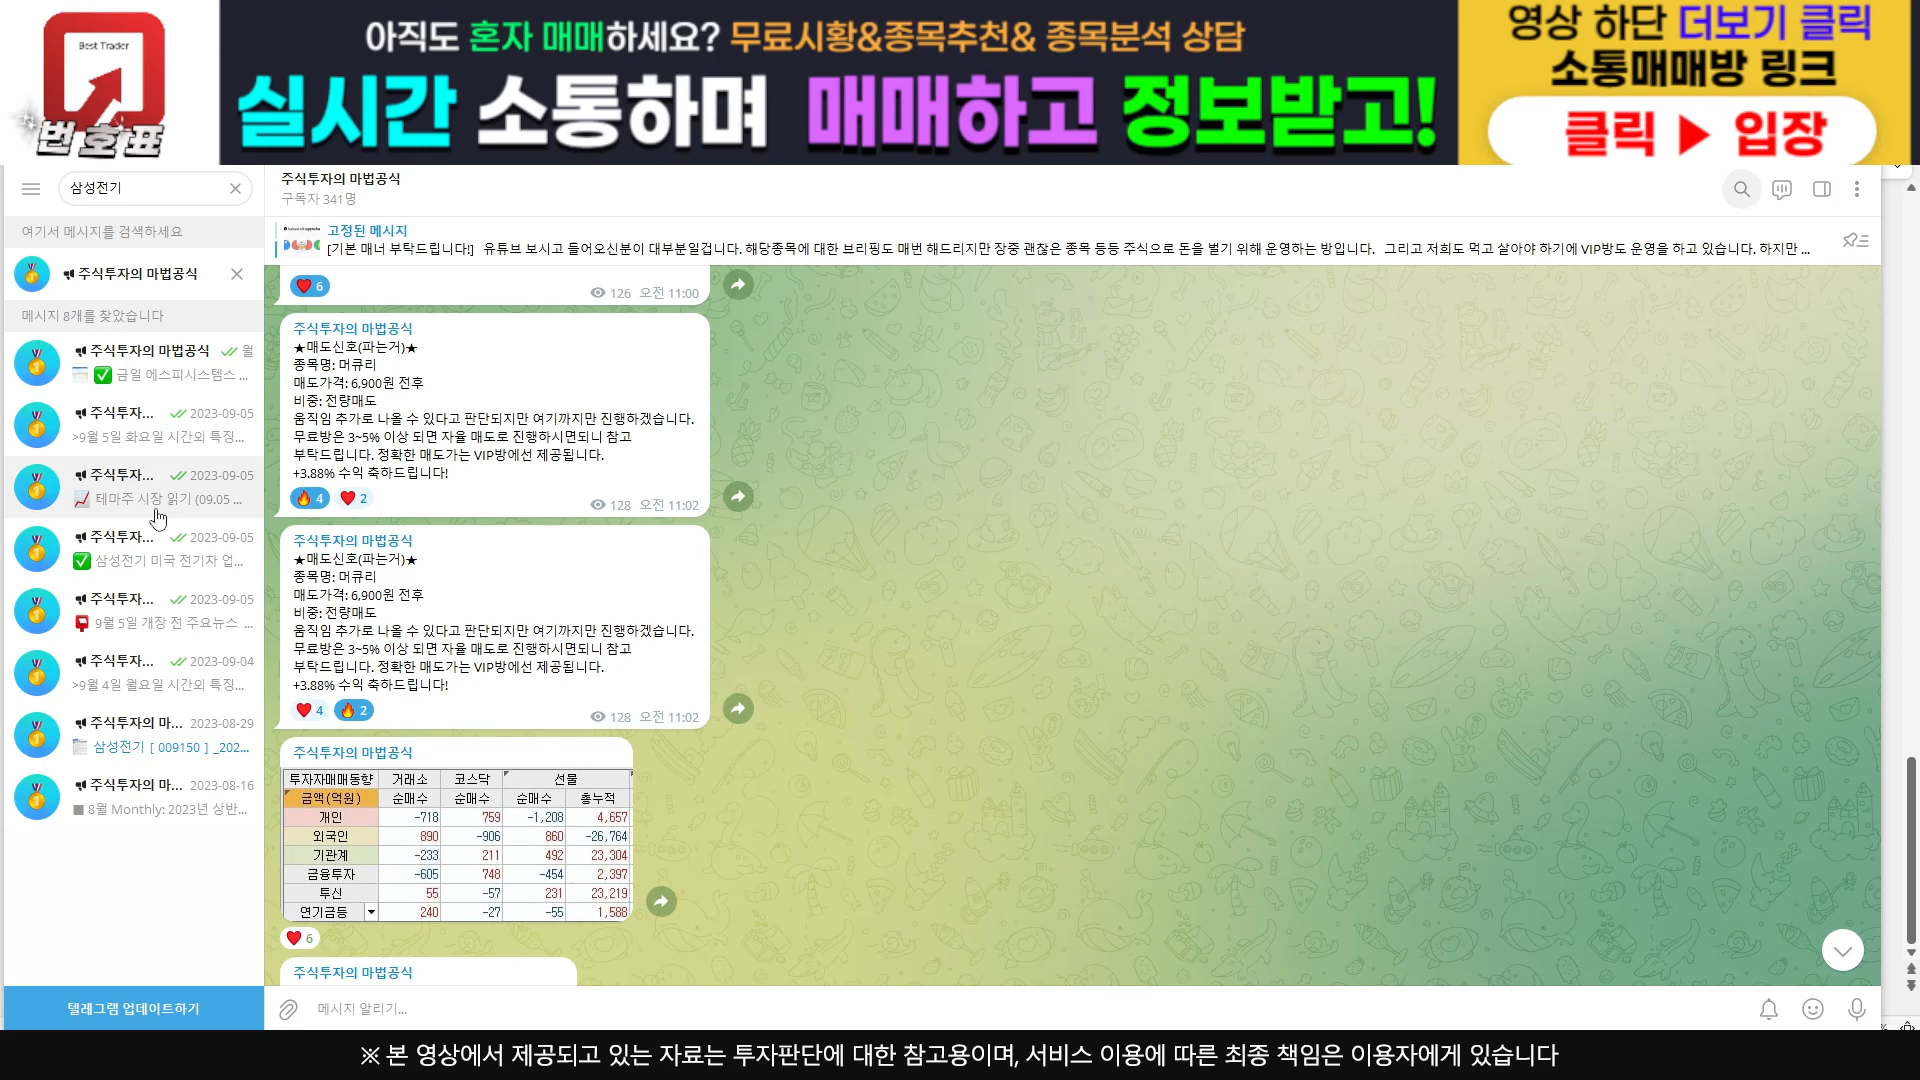 Best Trader
번호표
아직도 혼자 매매하세요? 무료시황&종목추천& 종목분석 상담
실시간 소통하며 매매하고 정보받고!
영상 하단 더보기 클릭
소통매매방 링크
클릭 ▶ 입장
삼성전기
여기서 메시지를 검색하세요
주식투자의 마법공식
메시지 8개를 찾았습니다
주식투자의 마법공식 월
✅ 금일 에스피시스템스 ...
주식투자... 2023-09-05
>9월 5일 화요일 시간외 특징...
주식투자... 2023-09-05
테마주 시장 읽기 (09.05 ...
주식투자... 2023-09-05
✅ 삼성전기 미국 전기자 업...
주식투자... 2023-09-05
9월 5일 개장 전 주요뉴스 ...
주식투자... 2023-09-04
>9월 4일 월요일 시간외 특징...
주식투자의 마... 2023-08-29
삼성전기 [ 009150 ] _202...
주식투자의 마... 2023-08-16
■ 8월 Monthly: 2023년 상반...
텔레그램 업데이트하기
주식투자의 마법공식
구독자 341명
고정된 메시지
[기본 매너 부탁드립니다!] 유튜브 보시고 들어오신분이 대부분일겁니다. 해당종목에 대한 브리핑도 매번 해드리지만 장중 괜찮은 종목 등등 주식으로 돈을 벌기 위해 운영하는 방입니다. 그리고 저희도 먹고 살아야 하기에 VIP방도 운영을 하고 있습니다. 하지만 ...
❤️ 6
126 오전 11:00
주식투자의 마법공식
★매도신호(파는거)★
종목명: 머큐리
매도가격: 6,900원 전후
비중: 전량매도
움직임 추가로 나올 수 있다고 판단되지만 여기까지만 진행하겠습니다.
무료방은 3~5% 이상 되면 자율 매도로 진행하시면되니 참고
부탁드립니다. 정확한 매도가는 VIP방에선 제공됩니다.
+3.88% 수익 축하드립니다!
🔥 4 ❤️ 2
128 오전 11:02
주식투자의 마법공식
★매도신호(파는거)★
종목명: 머큐리
매도가격: 6,900원 전후
비중: 전량매도
움직임 추가로 나올 수 있다고 판단되지만 여기까지만 진행하겠습니다.
무료방은 3~5% 이상 되면 자율 매도로 진행하시면되니 참고
부탁드립니다. 정확한 매도가는 VIP방에선 제공됩니다.
+3.88% 수익 축하드립니다!
❤️ 4 🔥 2
128 오전 11:02
주식투자의 마법공식
투자자매매동향 거래소 코스닥 선물
금액(억원) 순매수 순매수 순매수 총누적
개인 -718 759 -1,208 4,657
외국인 890 -906 860 -26,764
기관계 -233 211 492 23,304
금융투자 -605 748 -454 2,397
투신 55 -57 231 23,219
연기금등 240 -27 -55 1,588
❤️ 6
주식투자의 마법공식
메시지 알리기...
※ 본 영상에서 제공되고 있는 자료는 투자판단에 대한 참고용이며, 서비스 이용에 따른 최종 책임은 이용자에게 있습니다